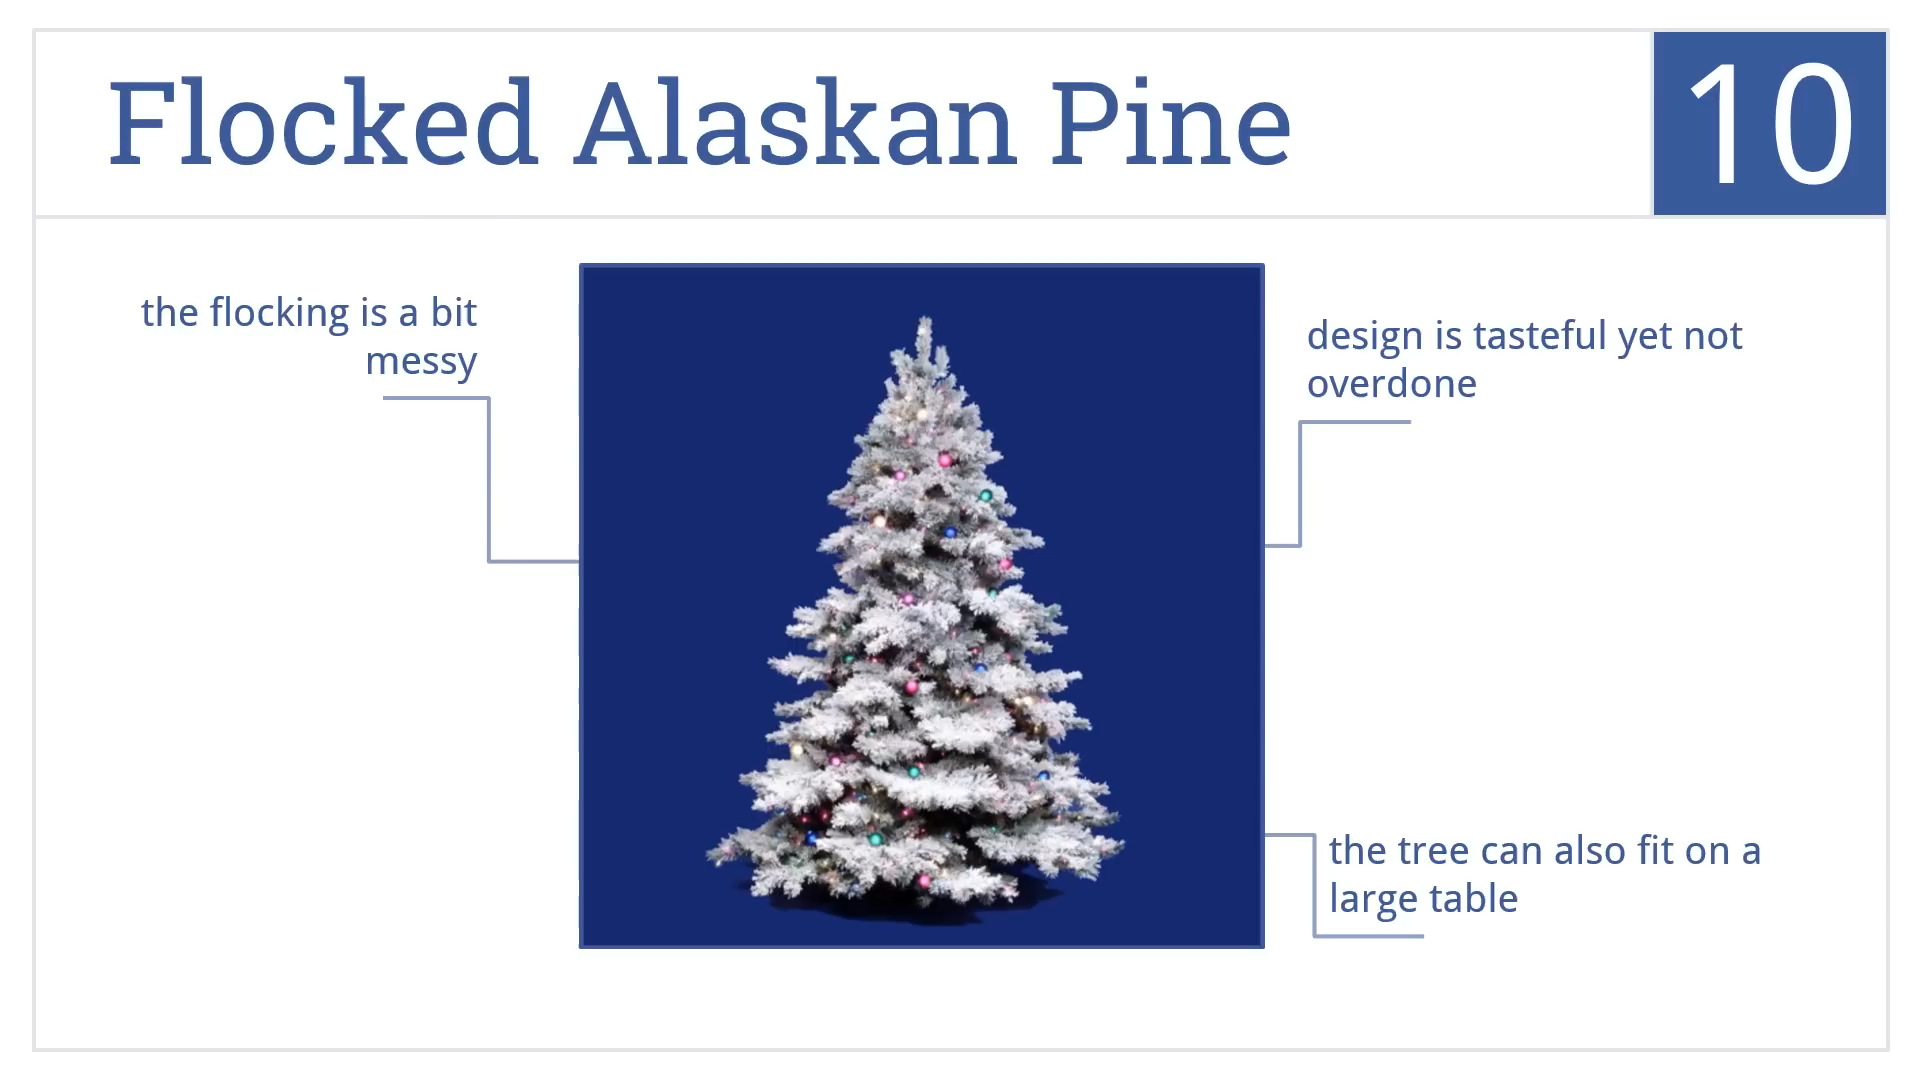 Flocked Alaskan Pine
10
the flocking is a bit
messy
design is tasteful yet not
overdone
the tree can also fit on a
large table